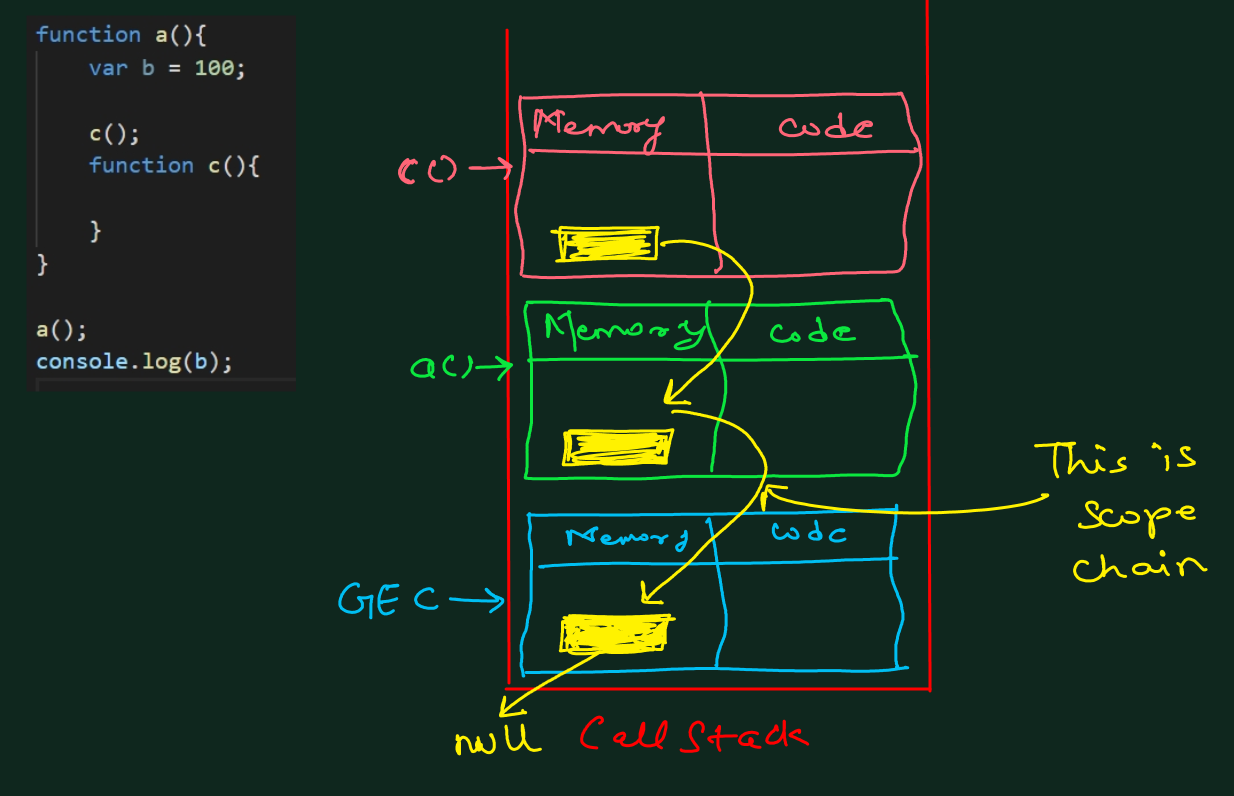 function a(){
var b = 100;
c();
function c(){
}
}
a();
console.log(b);
Memory code
c() →
Memory code
a() →
This is
scope
chain
Memory code
GEC →
null
Call Stack